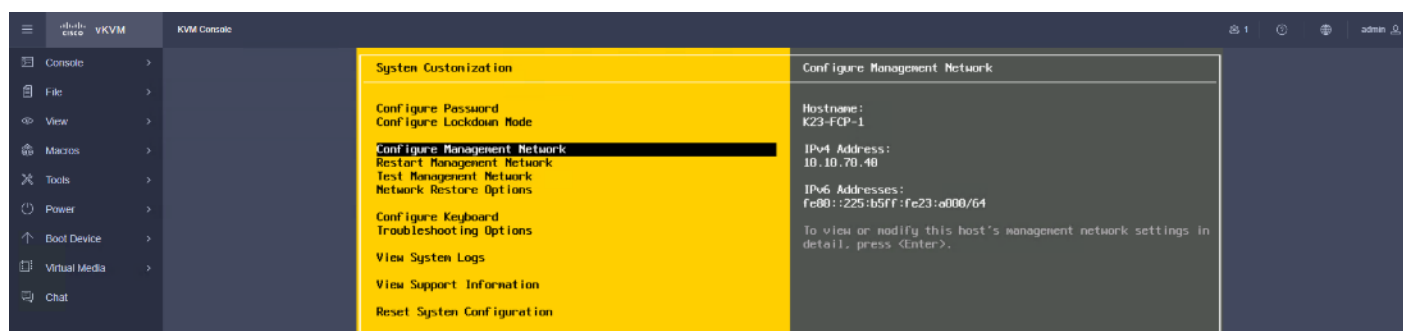 cisco vKVM
KVM Console
1
admin
Console
File
View
Macros
Tools
Power
Boot Device
Virtual Media
Chat
System Customization
Configure Password
Configure Lockdown Mode
Configure Management Network
Restart Management Network
Test Management Network
Network Restore Options
Configure Keyboard
Troubleshooting Options
View System Logs
View Support Information
Reset System Configuration
Configure Management Network
Hostname:
K23-FCP-1
IPv4 Address:
10.10.70.40
IPv6 Addresses:
fe80::225:b5ff:fe23:a000/64
To view or modify this host's management network settings in
detail, press <Enter>.